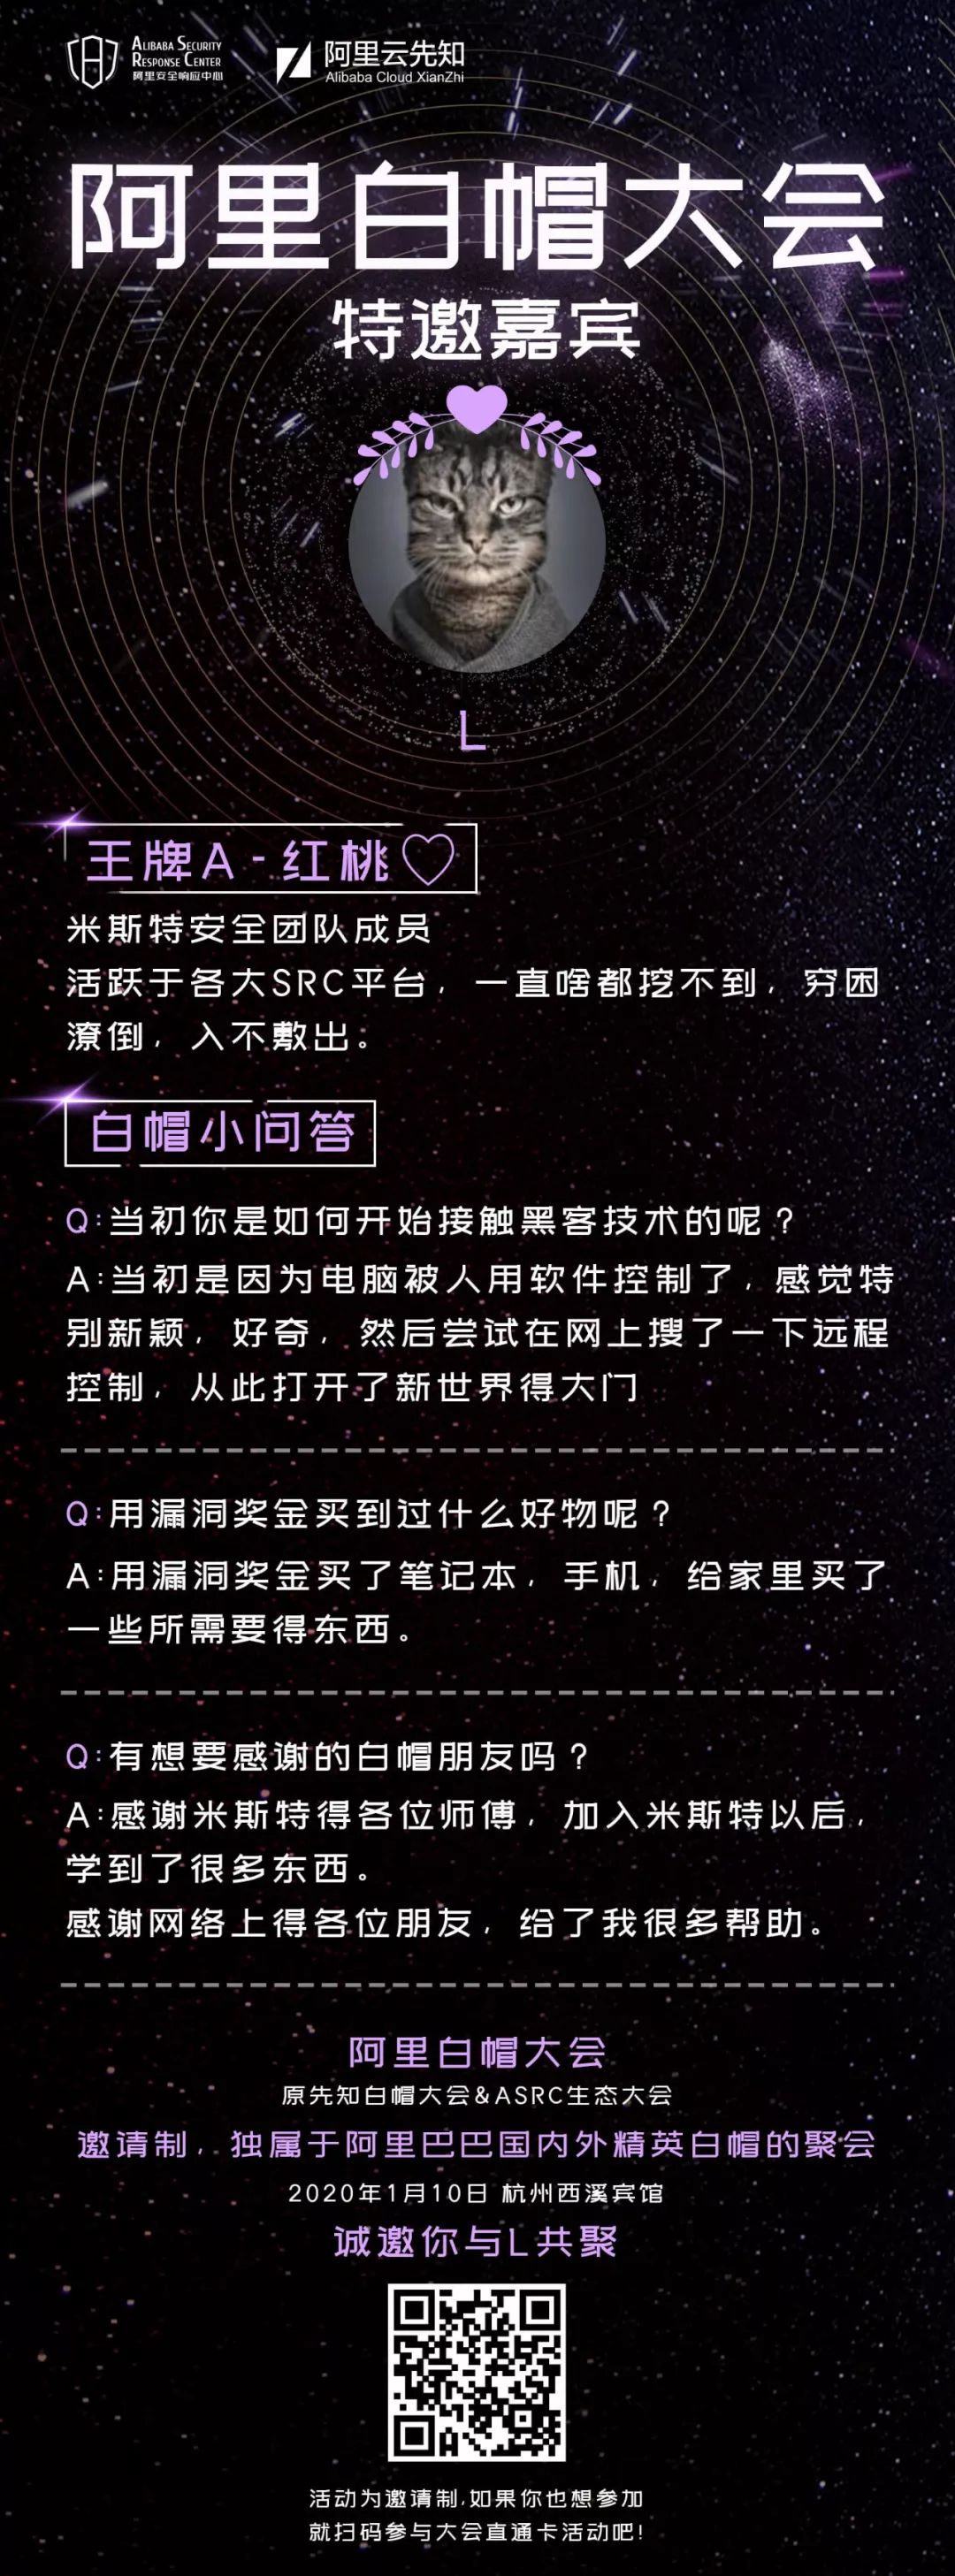 ALIBABA SECURITY
RESPONSE CENTER
阿里安全响应中心
阿里云先知
Alibaba Cloud XianZhi
阿里白帽大会
特邀嘉宾
L
王牌A-红桃♡
米斯特安全团队成员
活跃于各大SRC平台，一直啥都挖不到，穷困
潦倒，入不敷出。
白帽小问答
Q:当初你是如何开始接触黑客技术的呢？
A:当初是因为电脑被人用软件控制了，感觉特
别新颖，好奇，然后尝试在网上搜了一下远程
控制，从此打开了新世界得大门
Q:用漏洞奖金买到过什么好物呢？
A:用漏洞奖金买了笔记本，手机，给家里买了
一些所需要得东西。
Q:有想要感谢的白帽朋友吗？
A:感谢米斯特得各位师傅，加入米斯特以后，
学到了很多东西。
感谢网络上得各位朋友，给了我很多帮助。
阿里白帽大会
原先知白帽大会&ASRC生态大会
邀请制，独属于阿里巴巴国内外精英白帽的聚会
2020年1月10日 杭州西溪宾馆
诚邀你与L共聚
活动为邀请制,如果你也想参加
就扫码参与大会直通卡活动吧!